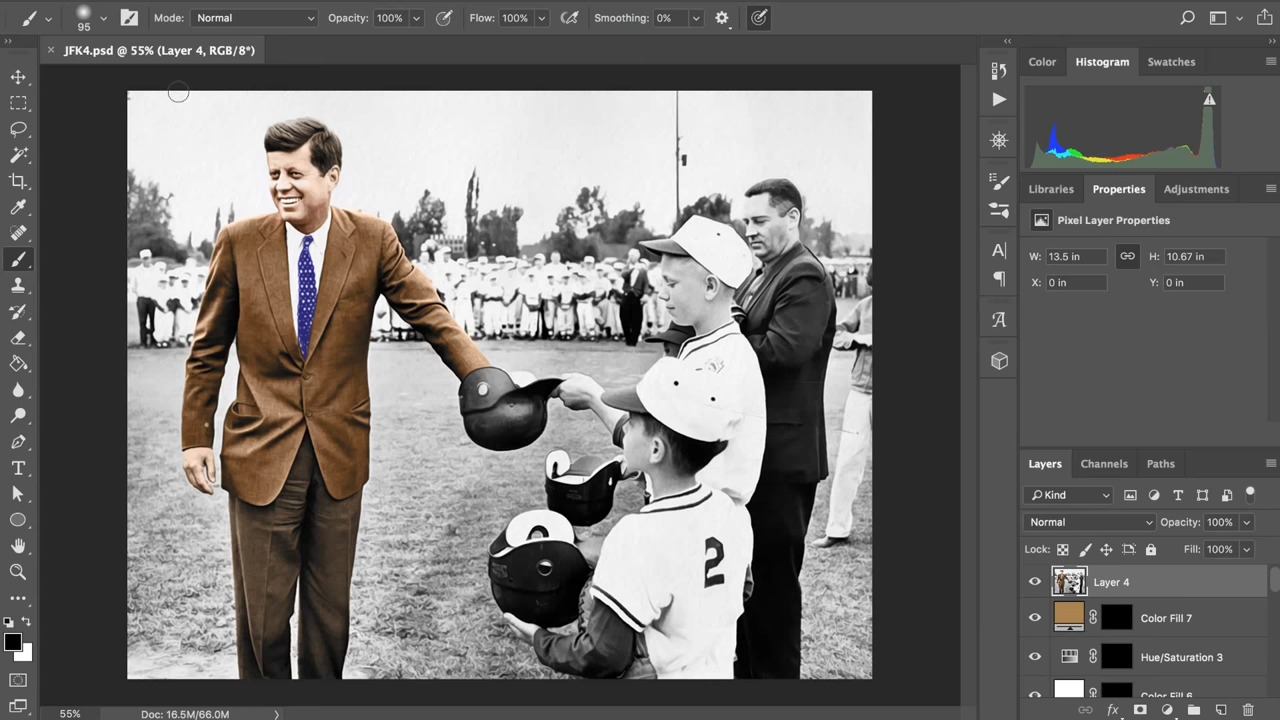 95 Mode: Normal Opacity: 100% Flow: 100% Smoothing: 0%
× JFK4.psd @ 55% (Layer 4, RGB/8*)
Color Histogram Swatches
Libraries Properties Adjustments
Pixel Layer Properties
W: 13.5 in H: 10.67 in
X: 0 in Y: 0 in
2
Layers Channels Paths
Kind
Normal Opacity: 100%
Lock: Fill: 100%
Layer 4
Color Fill 7
Hue/Saturation 3
Color Fill 6
55% Doc: 16.5M/66.0M